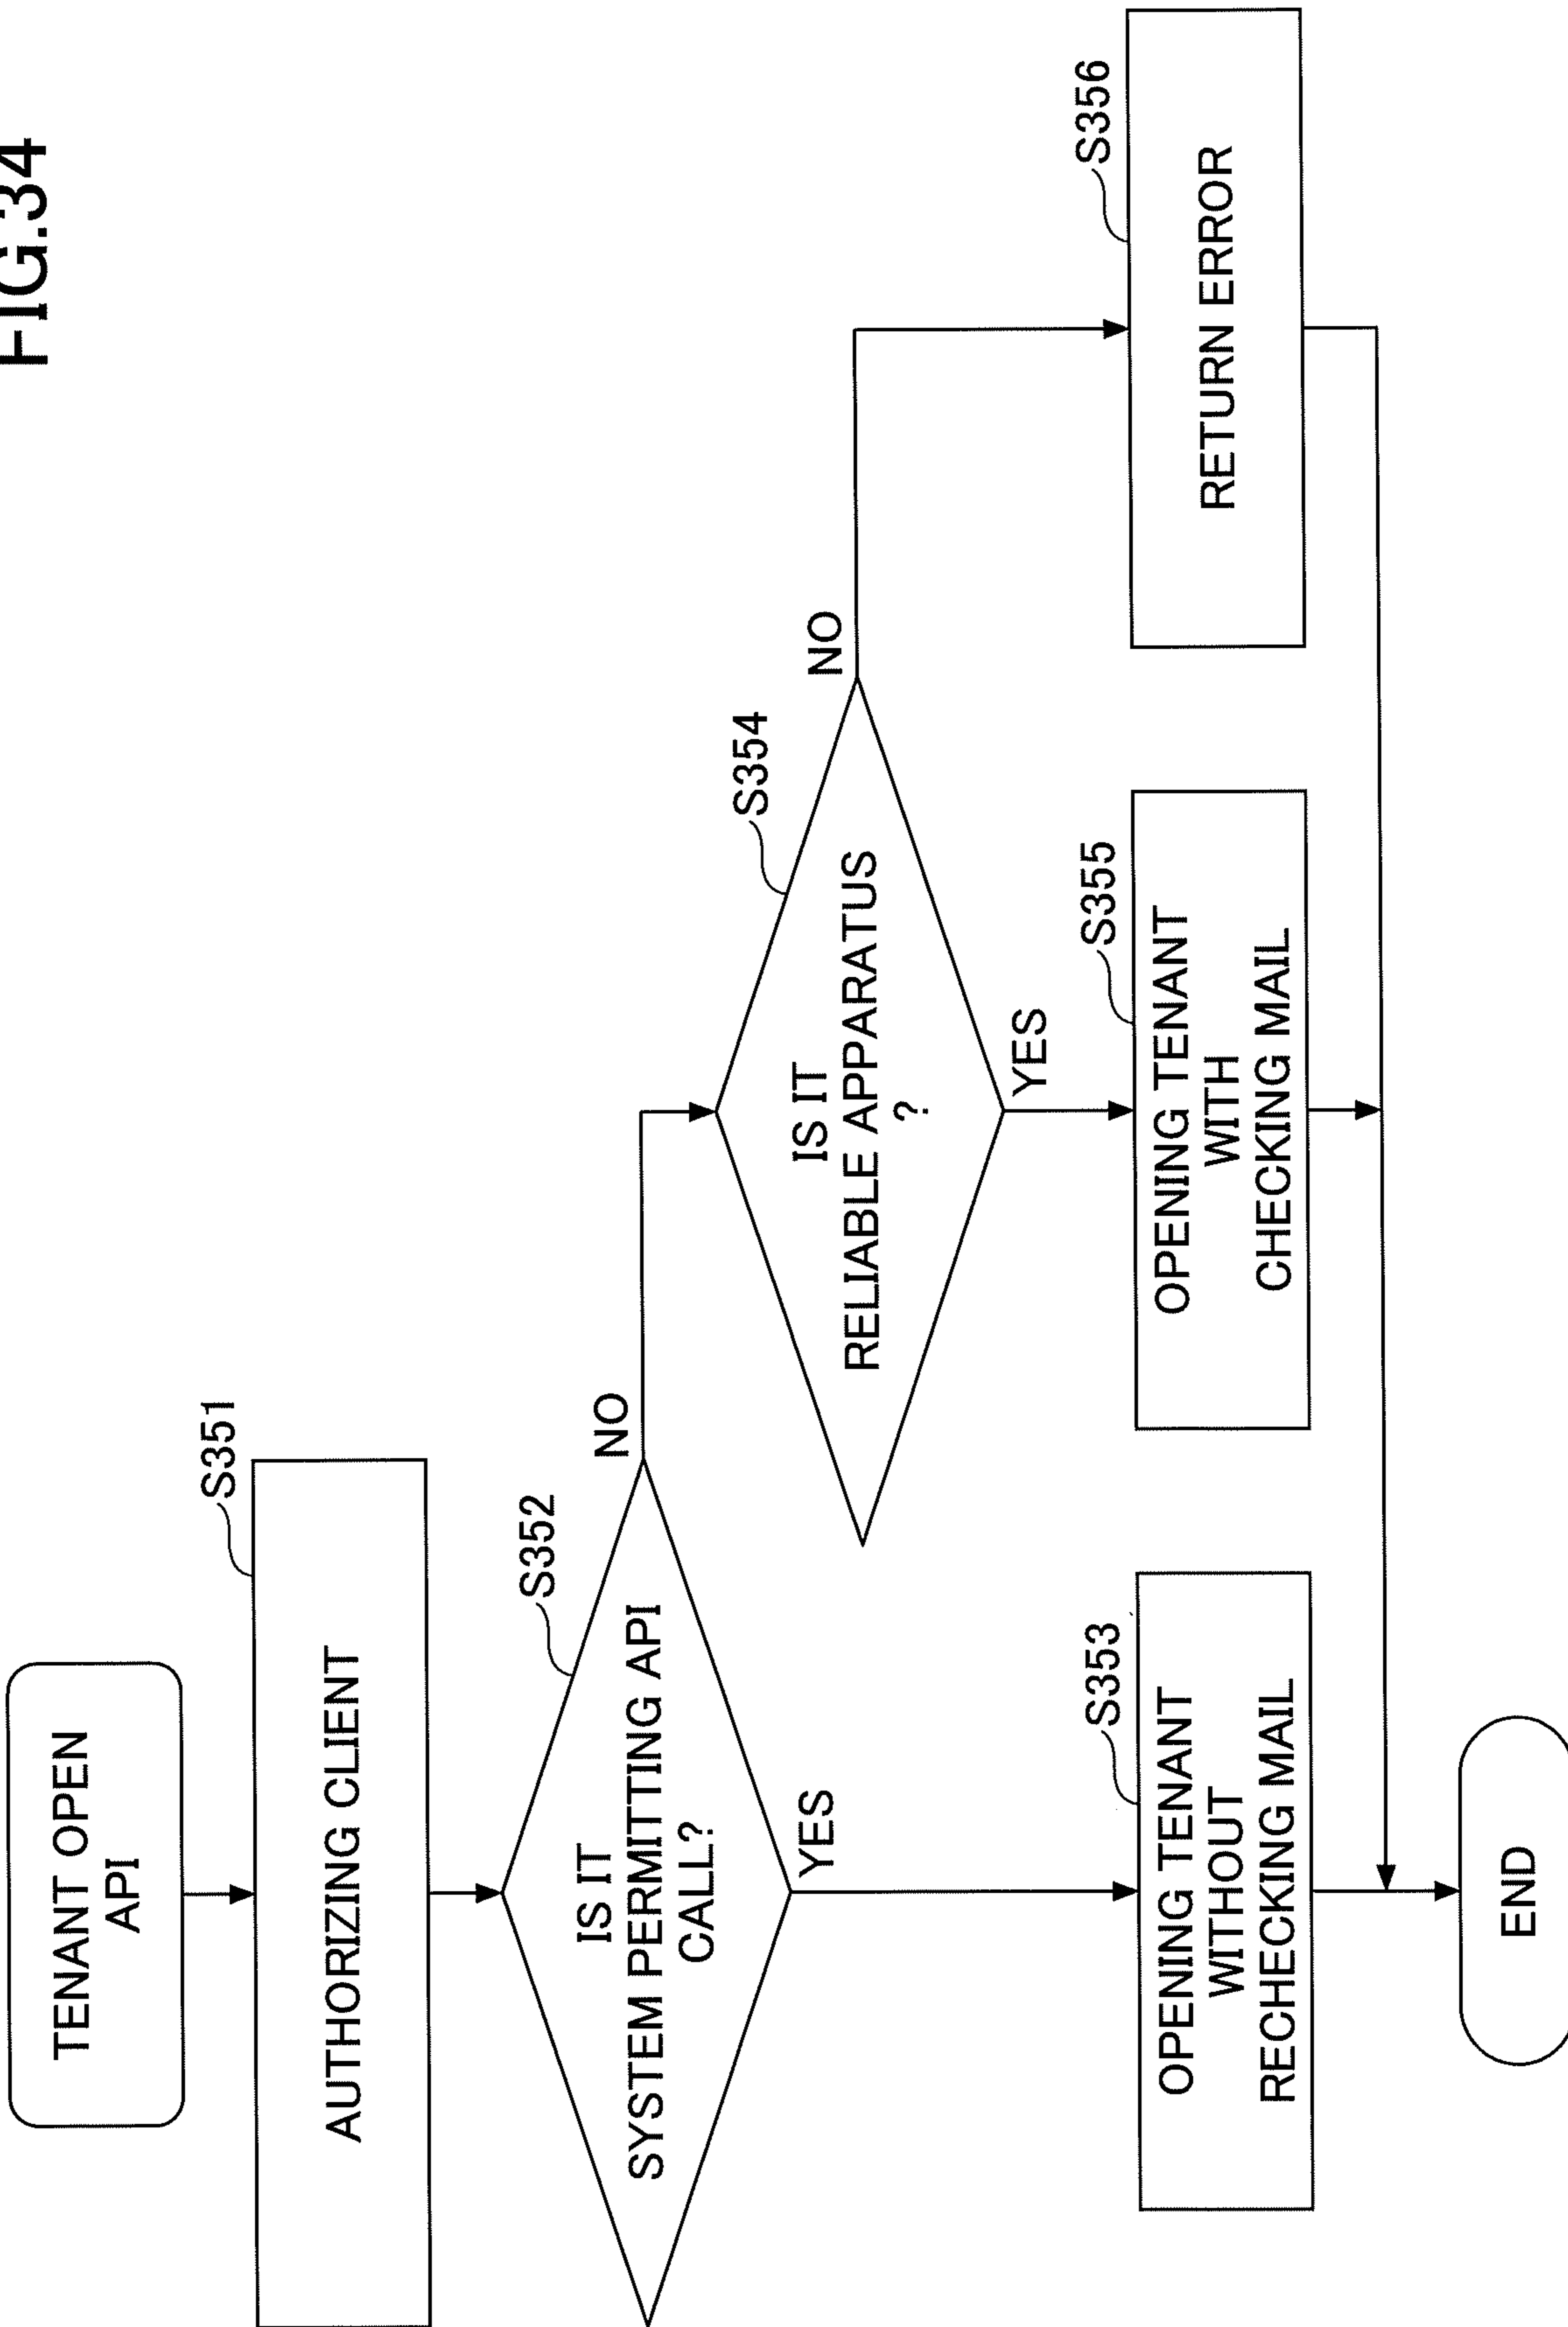 FIG.34
TENANT OPEN
API
S351
AUTHORIZING CLIENT
S352
IS IT
SYSTEM PERMITTING API
CALL?
NO
YES
S354
IS IT
RELIABLE APPARATUS
?
NO
YES
S353
OPENING TENANT
WITHOUT
RECHECKING MAIL
S355
OPENING TENANT
WITH
CHECKING MAIL
S356
RETURN ERROR
END